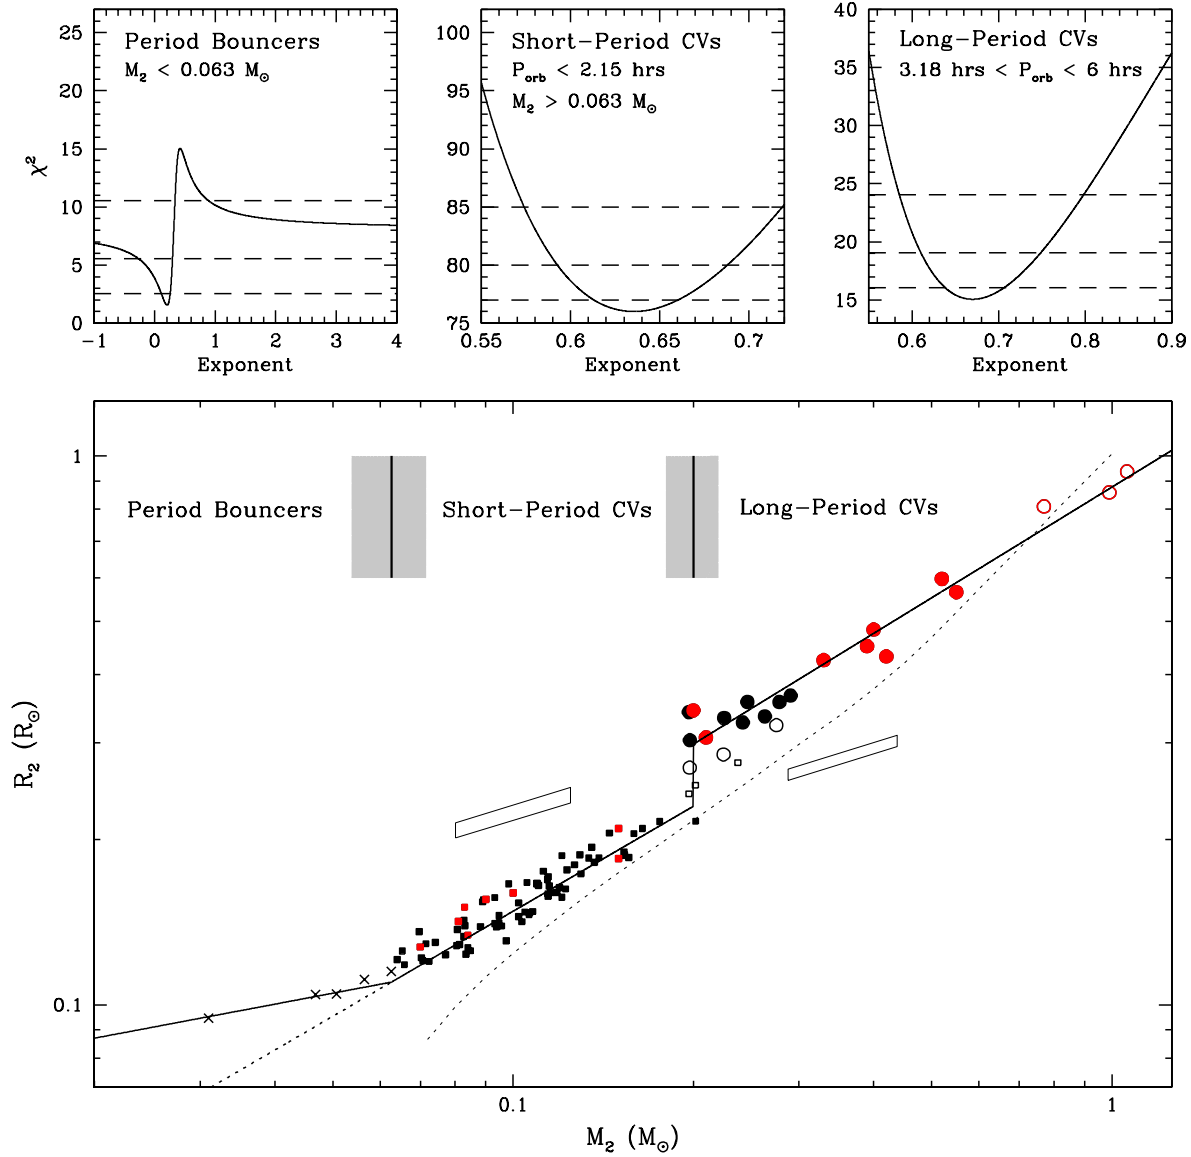 Period Bouncers
M₂ < 0.063 M⊙
χ²
25
20
15
10
5
0
−1 0 1 2 3 4
Exponent
Short−Period CVs
Pₒᵣᵦ < 2.15 hrs
M₂ > 0.063 M⊙
100
95
90
85
80
75
0.55 0.6 0.65 0.7
Exponent
Long−Period CVs
3.18 hrs < Pₒᵣᵦ < 6 hrs
40
35
30
25
20
15
0.6 0.7 0.8 0.9
Exponent
Period Bouncers
Short−Period CVs
Long−Period CVs
R₂ (R⊙)
1
0.1
0.1 1
M₂ (M⊙)